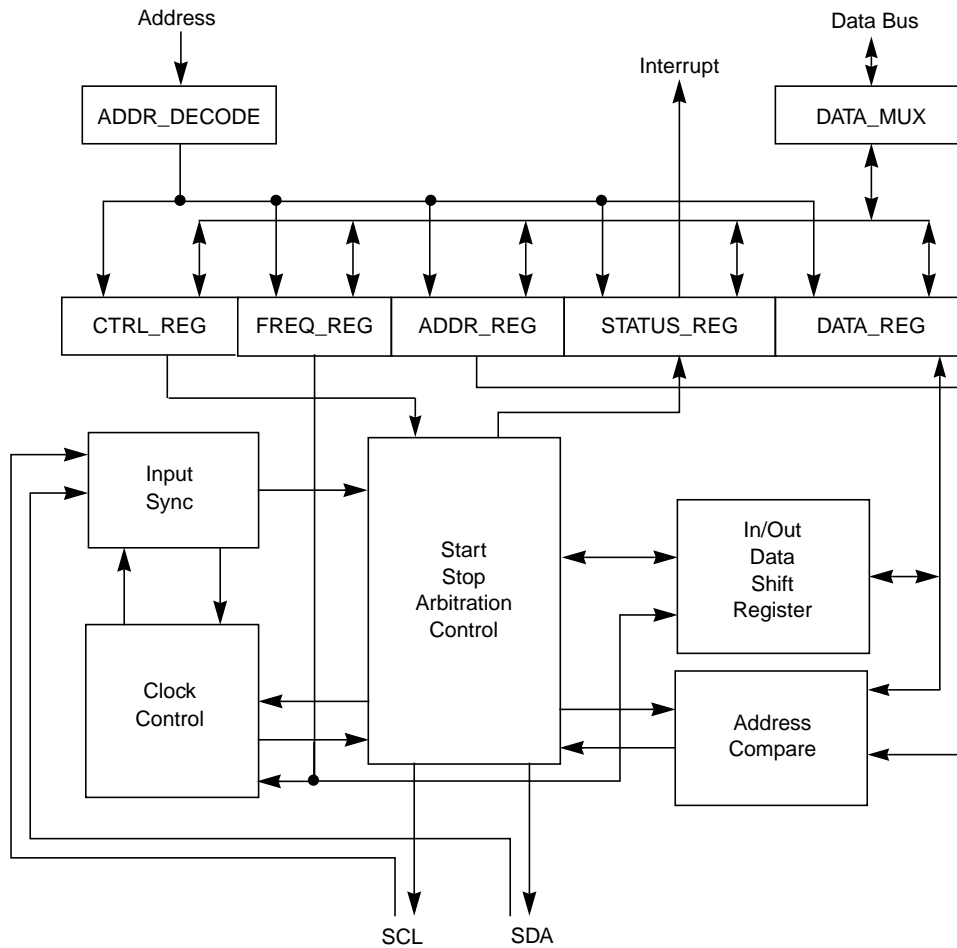 Address
Data Bus
Interrupt
ADDR_DECODE
DATA_MUX
CTRL_REG
FREQ_REG
ADDR_REG
STATUS_REG
DATA_REG
Input
Sync
Start
Stop
Arbitration
Control
In/Out
Data
Shift
Register
Clock
Control
Address
Compare
SCL
SDA